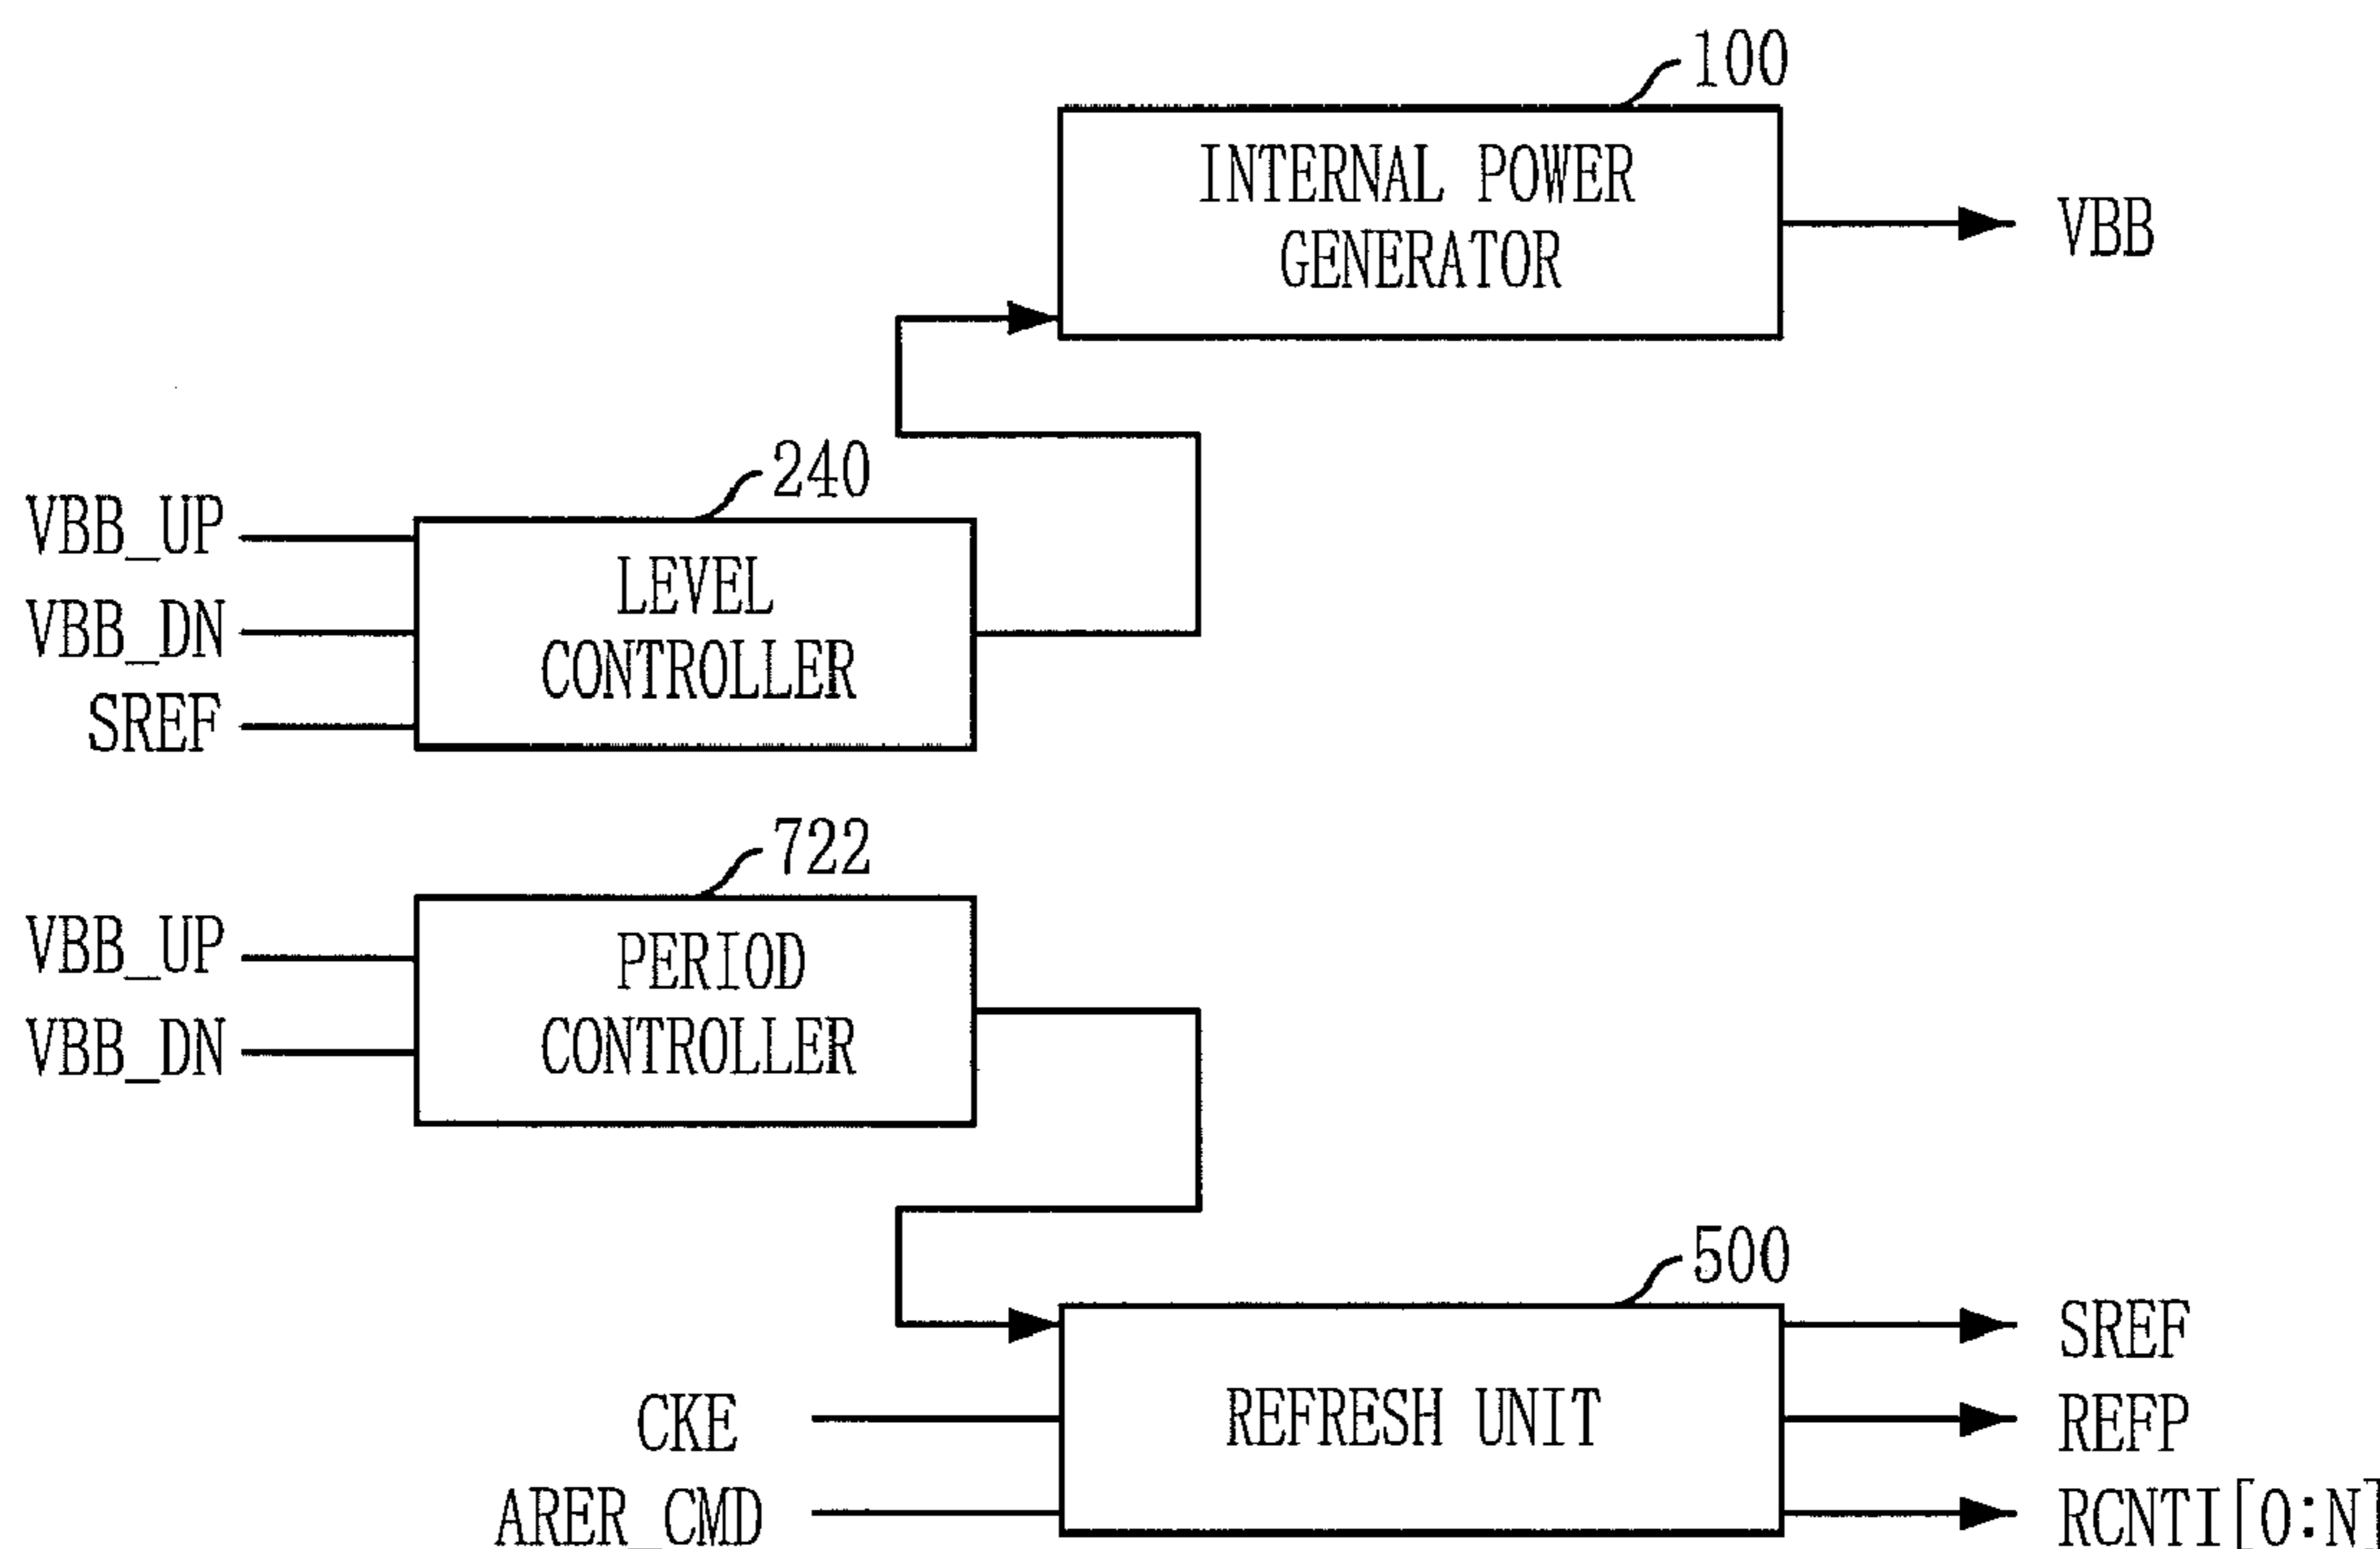 100
INTERNAL POWER
GENERATOR
VBB
240
VBB_UP
VBB_DN
SREF
LEVEL
CONTROLLER
722
VBB_UP
VBB_DN
PERIOD
CONTROLLER
500
CKE
ARER_CMD
REFRESH UNIT
SREF
REFP
RCNTI[0:N]